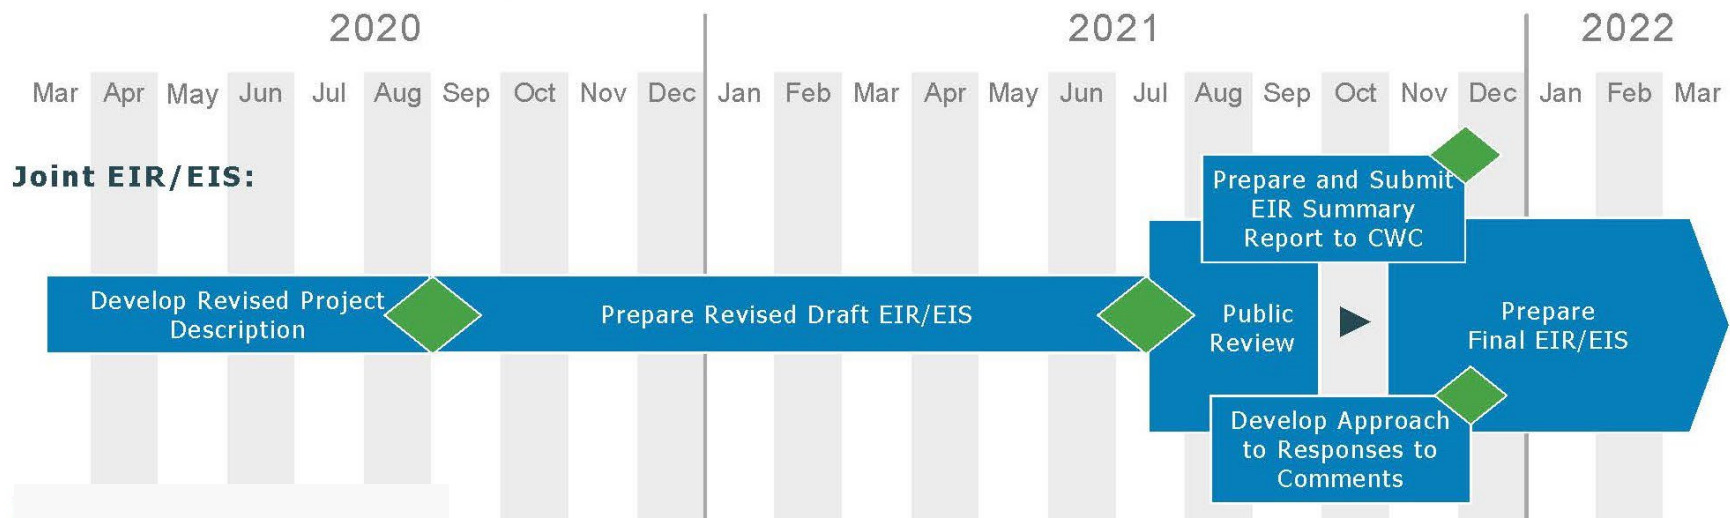 2020 2021 2022
Mar Apr May Jun Jul Aug Sep Oct Nov Dec Jan Feb Mar Apr May Jun Jul Aug Sep Oct Nov Dec Jan Feb Mar
Joint EIR/EIS:
Prepare and Submit
EIR Summary
Report to CWC
Develop Revised Project
Description
Prepare Revised Draft EIR/EIS
Public
Review
Prepare
Final EIR/EIS
Develop Approach
to Responses to
Comments